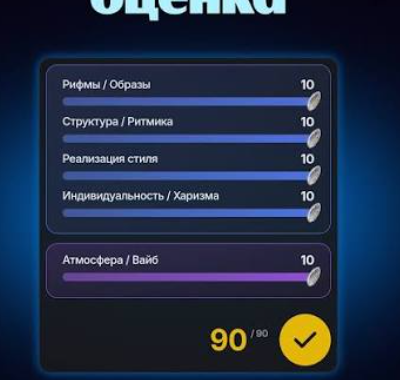 оценка
Рифмы / Образы 10
Структура / Ритмика 10
Реализация стиля 10
Индивидуальность / Харизма 10
Атмосфера / Вайб 10
90 / 90